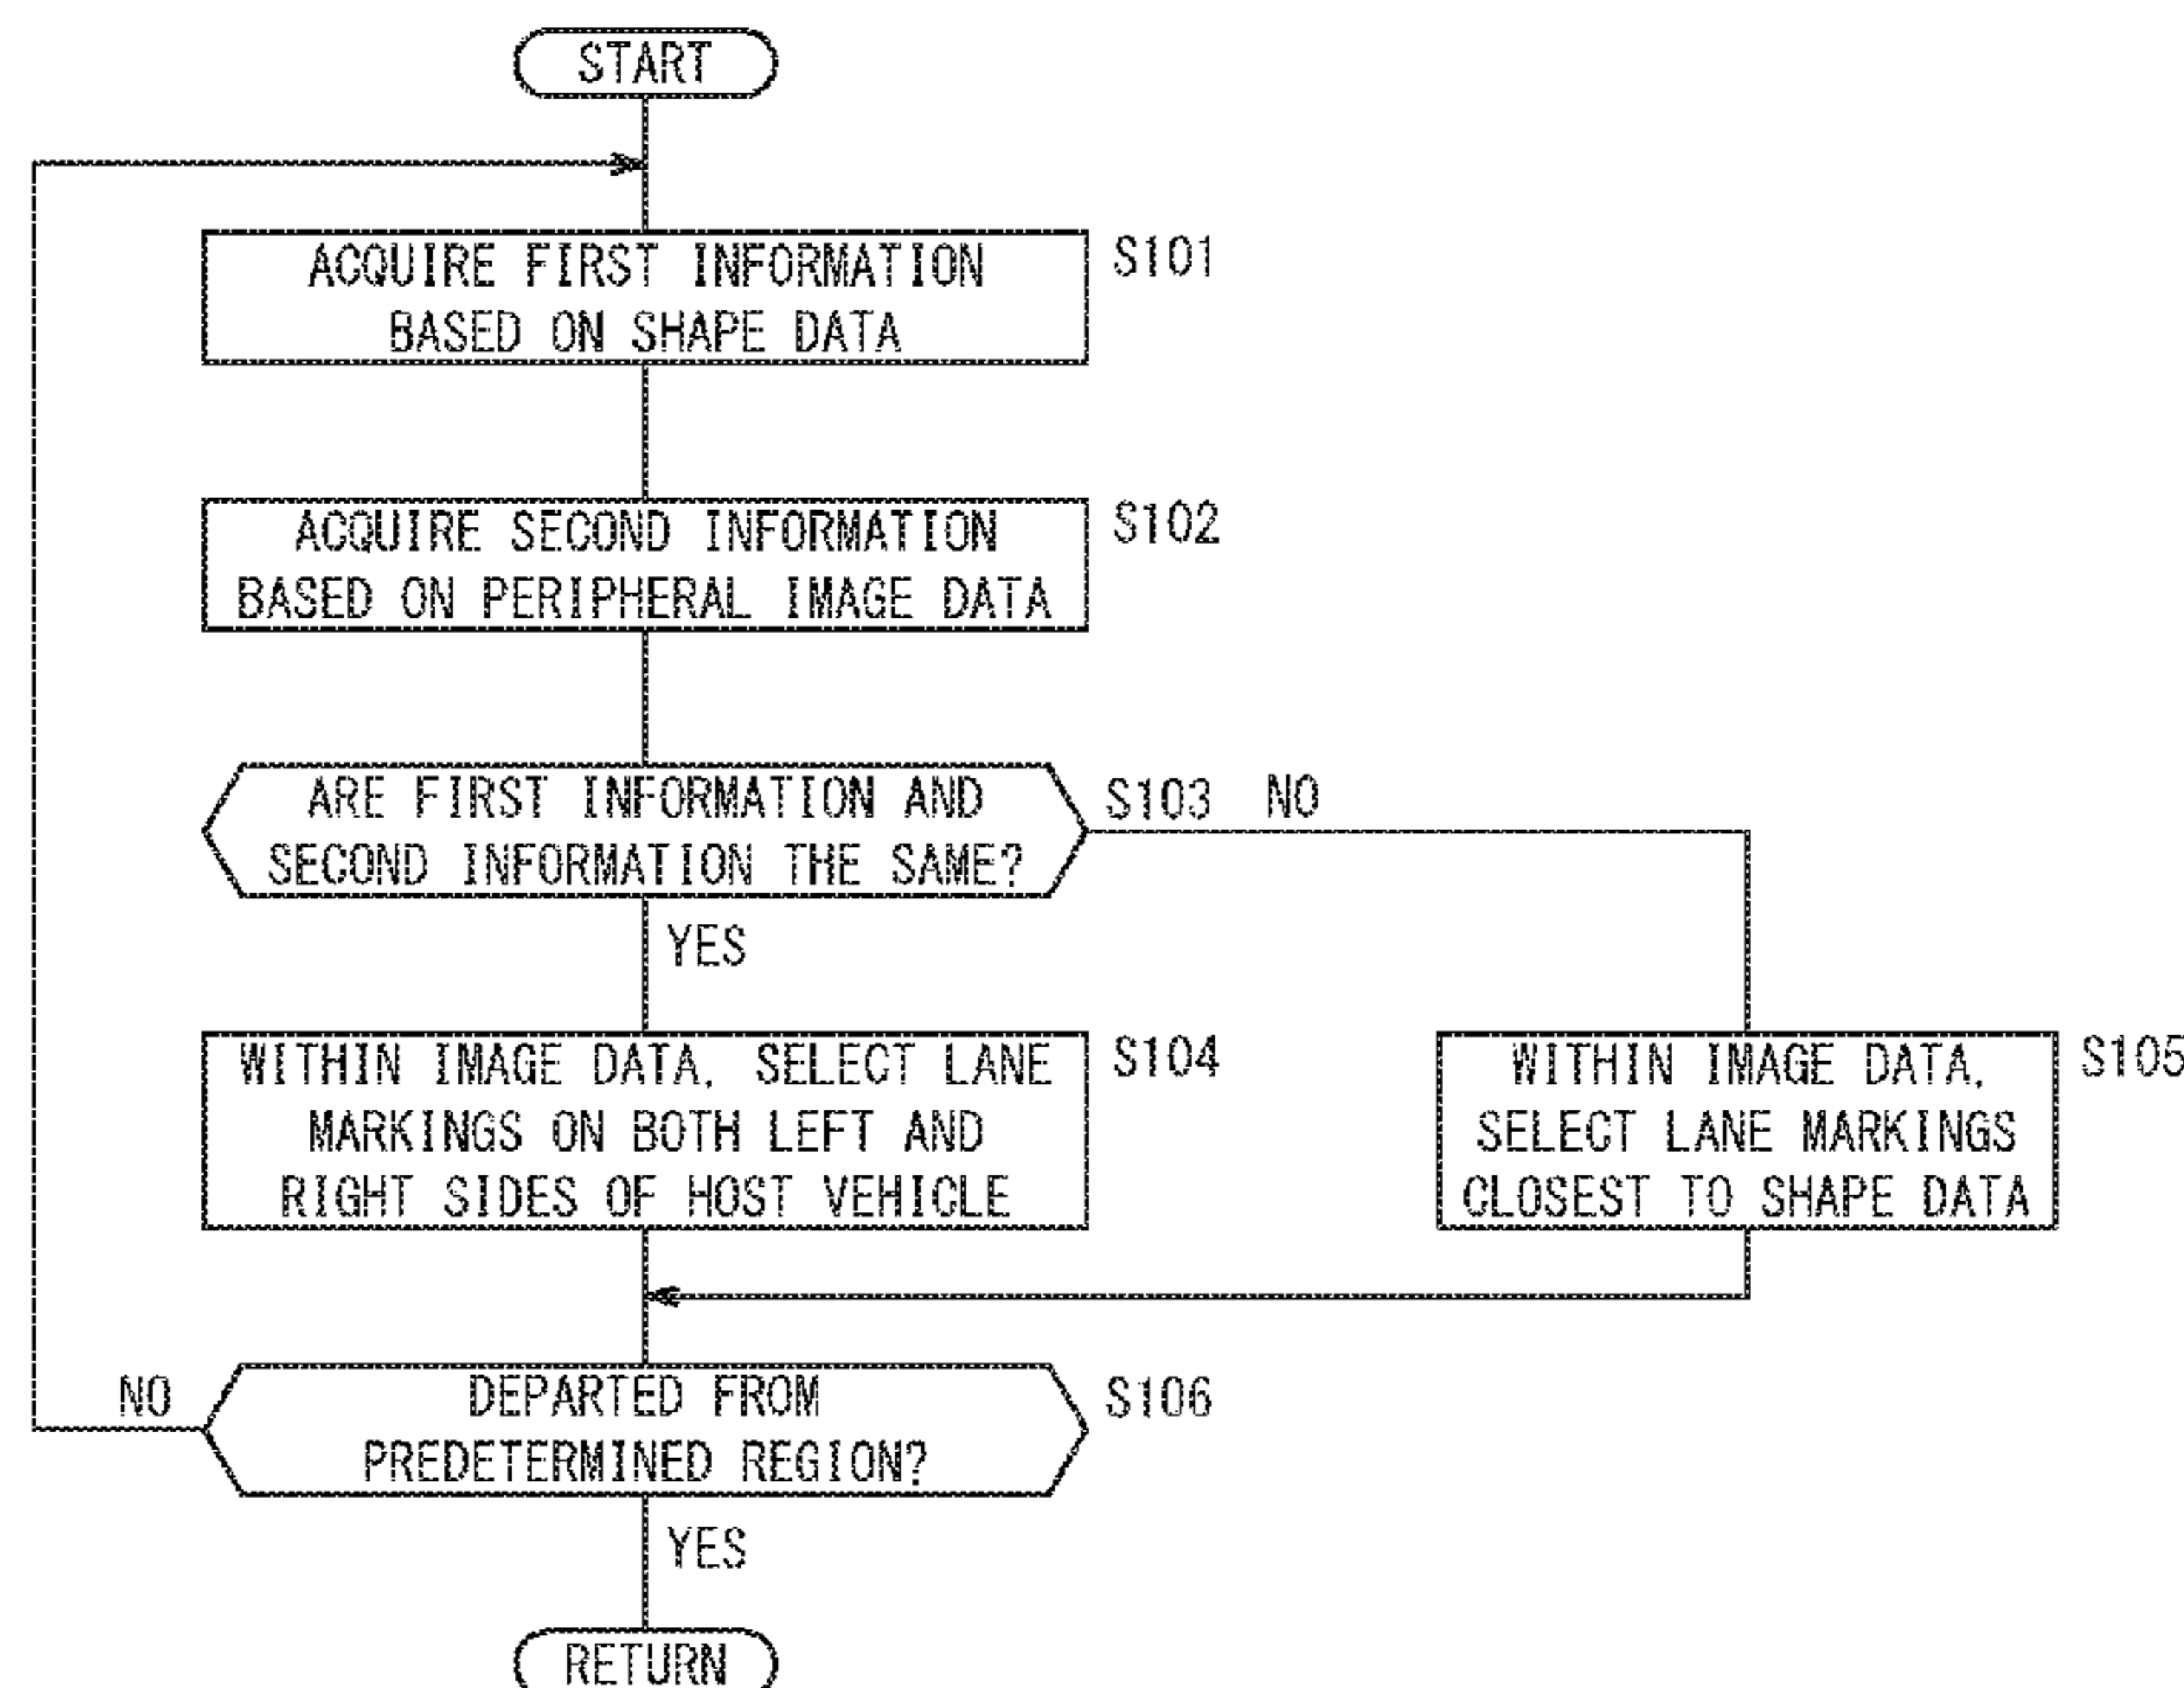 START
ACQUIRE FIRST INFORMATION
BASED ON SHAPE DATA
S101
ACQUIRE SECOND INFORMATION
BASED ON PERIPHERAL IMAGE DATA
S102
ARE FIRST INFORMATION AND
SECOND INFORMATION THE SAME?
S103
NO
YES
WITHIN IMAGE DATA, SELECT LANE
MARKINGS ON BOTH LEFT AND
RIGHT SIDES OF HOST VEHICLE
S104
WITHIN IMAGE DATA,
SELECT LANE MARKINGS
CLOSEST TO SHAPE DATA
S105
NO
DEPARTED FROM
PREDETERMINED REGION?
S106
YES
RETURN